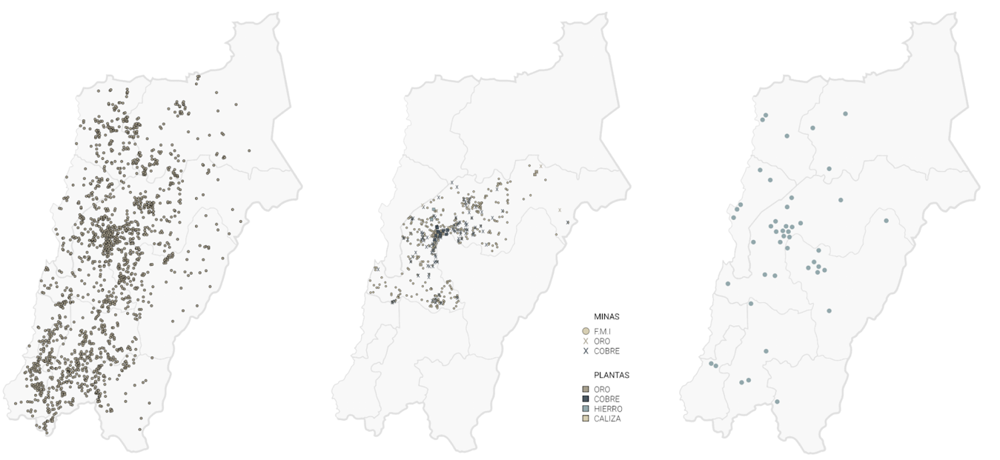 MINAS
F.M.I
ORO
COBRE
PLANTAS
ORO
COBRE
HIERRO
CALIZA